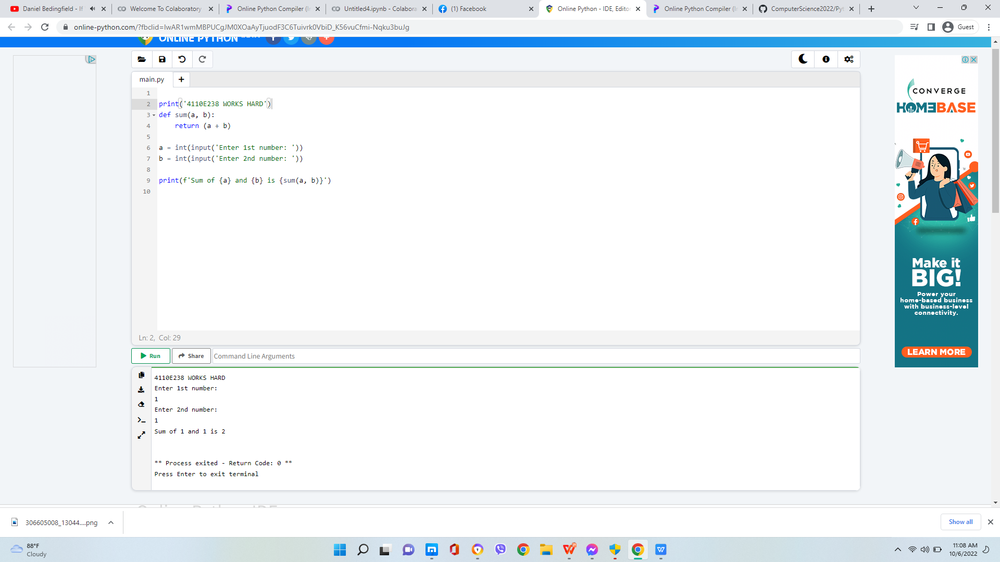 Daniel Bedingfield - If
Welcome To Colaboratory
Online Python Compiler (I
Untitled4.ipynb - Colabora
(1) Facebook
Online Python - IDE, Editor
Online Python Compiler (I
ComputerScience2022/Pyt
online-python.com/?fbclid=IwAR1wmMBPUCgJM0XOaAyTjuodF3C6Tuivrk0VbiD_K56vuCfmi-Nqku3buJg
Guest
ONLINE PYTHON
main.py
+
1
2 print('4110E238 WORKS HARD')
3 def sum(a, b):
4 return (a + b)
5
6 a = int(input('Enter 1st number: '))
7 b = int(input('Enter 2nd number: '))
8
9 print(f'Sum of {a} and {b} is {sum(a, b)}')
10
Ln: 2, Col: 29
Run
Share
Command Line Arguments
4110E238 WORKS HARD
Enter 1st number:
1
Enter 2nd number:
1
Sum of 1 and 1 is 2
** Process exited - Return Code: 0 **
Press Enter to exit terminal
CONVERGE
HOMEBASE
Make it
BIG!
Power your
home-based business
with business-level
connectivity.
LEARN MORE
Online Python IDE
306605008_13044....png
Show all
88°F
Cloudy
11:08 AM
10/6/2022